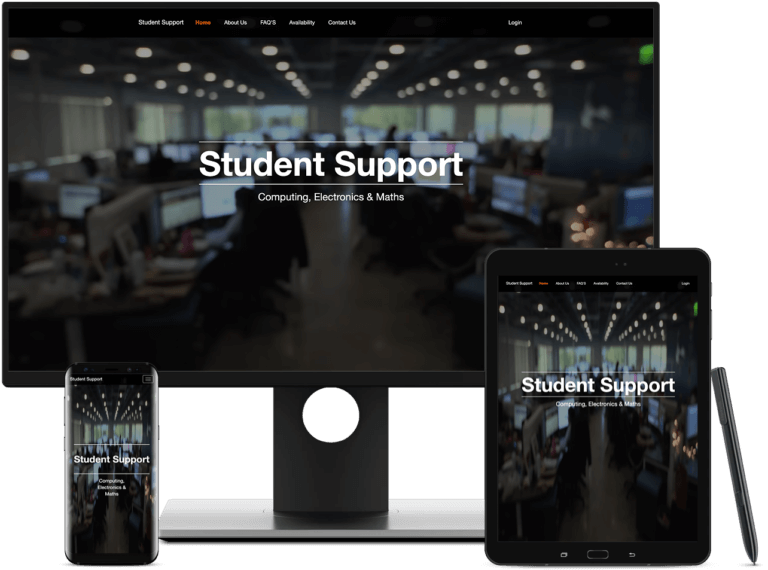 Student Support Home About Us FAQ'S Availability Contact Us Login
Student Support
Computing, Electronics & Maths
Student Support Home About Us FAQ'S Availability Contact Us Login
Student Support
Computing, Electronics & Maths
Student Support
Student Support
Computing,
Electronics &
Maths